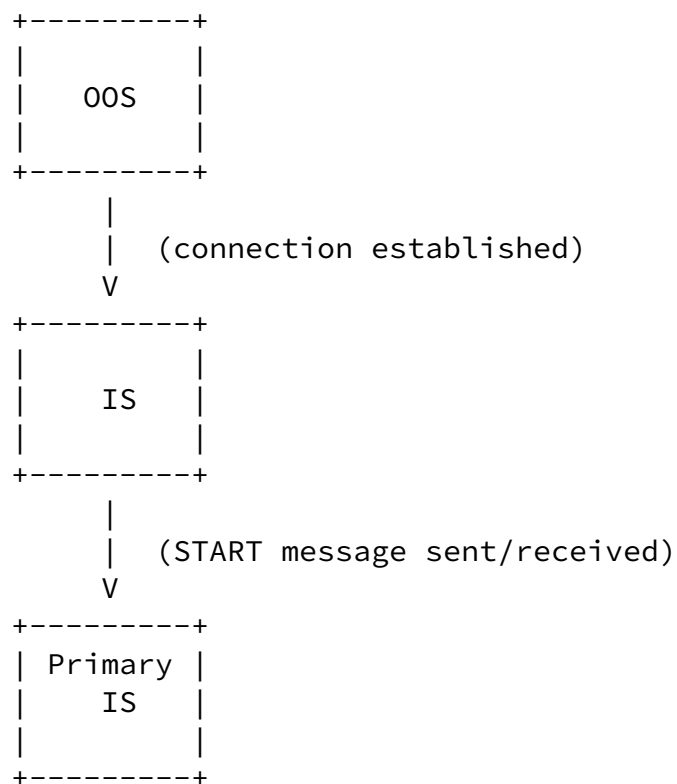 OOS
(connection established)
V
IS
(START message sent/received)
V
Primary
IS